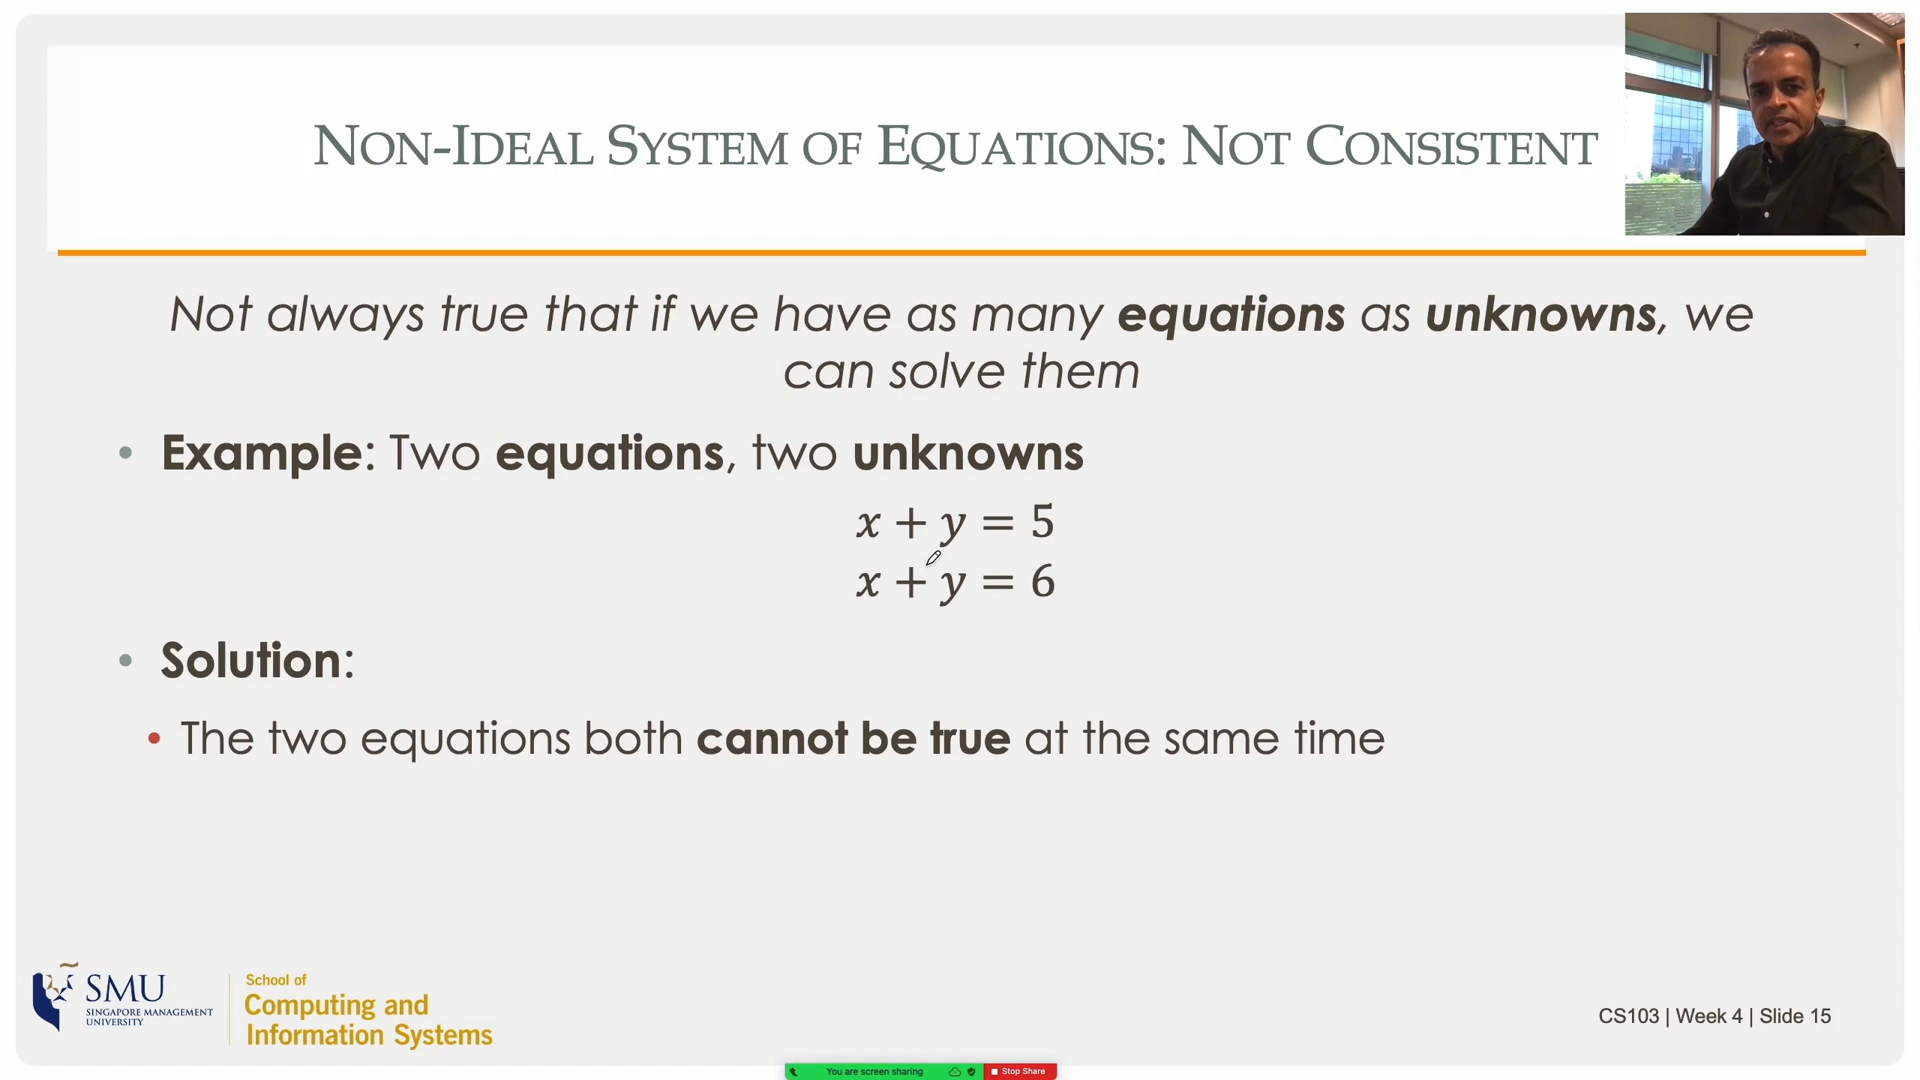 NON-IDEAL SYSTEM OF EQUATIONS: NOT CONSISTENT
Not always true that if we have as many equations as unknowns, we
can solve them
• Example: Two equations, two unknowns
x + y = 5
x + y = 6
• Solution:
• The two equations both cannot be true at the same time
SMU
SINGAPORE MANAGEMENT
UNIVERSITY
School of
Computing and
Information Systems
CS103 | Week 4 | Slide 15
You are screen sharing
Stop Share